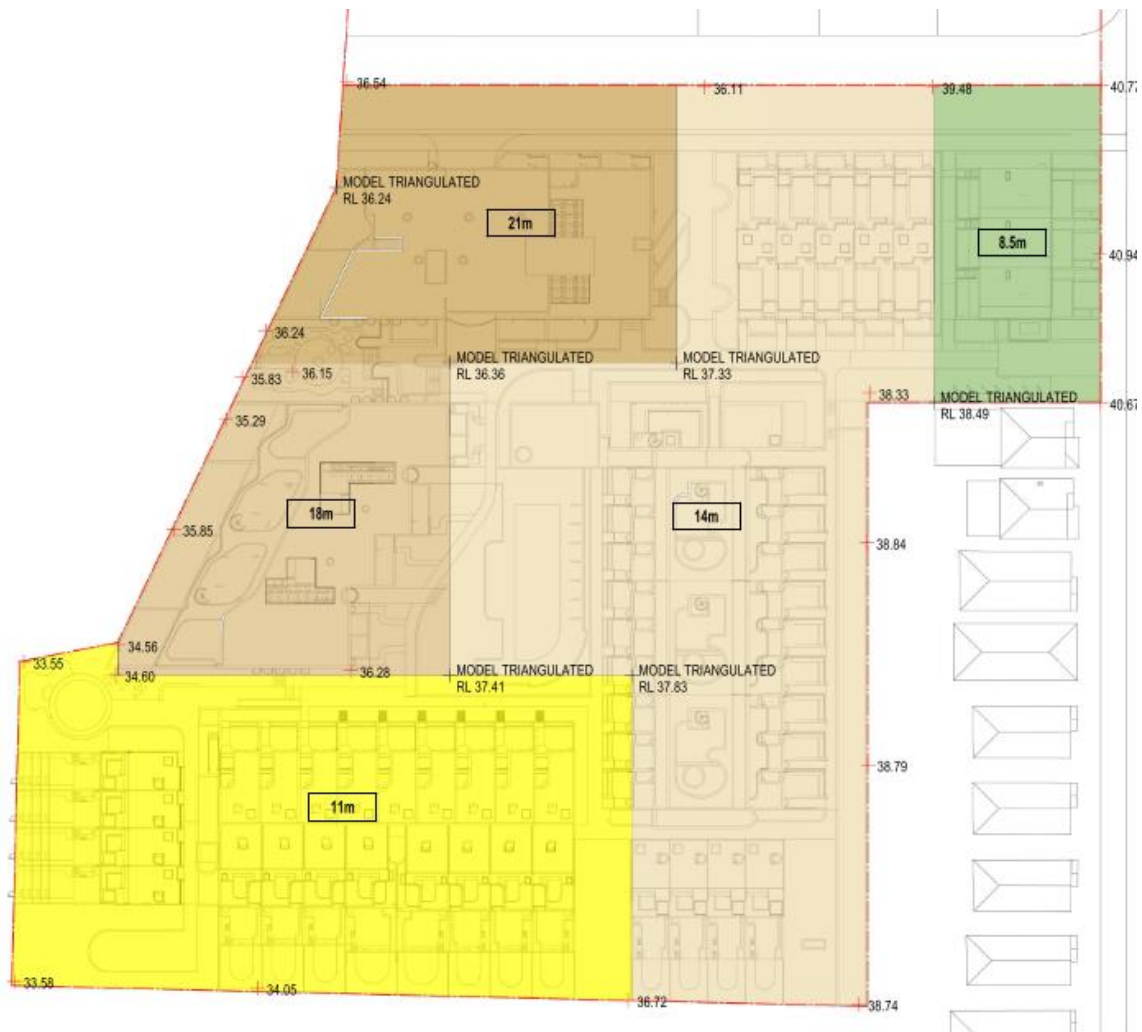 36.54
36.11
39.48
40.77
MODEL TRIANGULATED
RL 36.24
21m
8.5m
40.94
36.24
MODEL TRIANGULATED
RL 36.36
MODEL TRIANGULATED
RL 37.33
35.83
36.15
38.33
MODEL TRIANGULATED
RL 38.49
40.67
35.29
18m
14m
35.85
38.84
34.56
33.55
34.60
36.28
MODEL TRIANGULATED
RL 37.41
MODEL TRIANGULATED
RL 37.83
38.79
11m
33.58
34.05
36.72
38.74